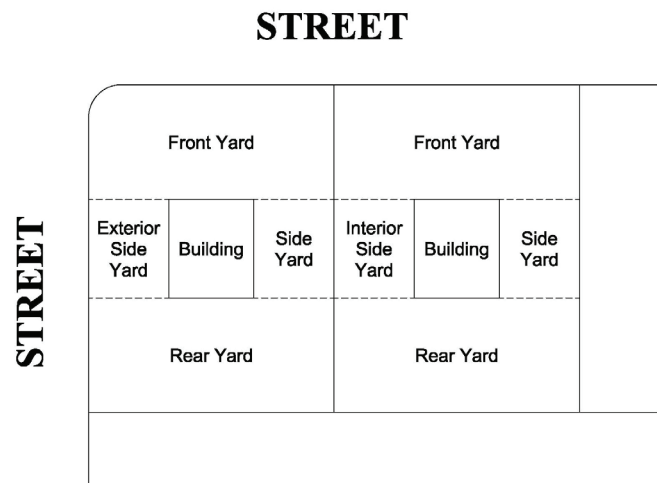 STREET
Front Yard
Front Yard
Exterior
Side
Yard
Building
Side
Yard
Interior
Side
Yard
Building
Side
Yard
STREET
Rear Yard
Rear Yard